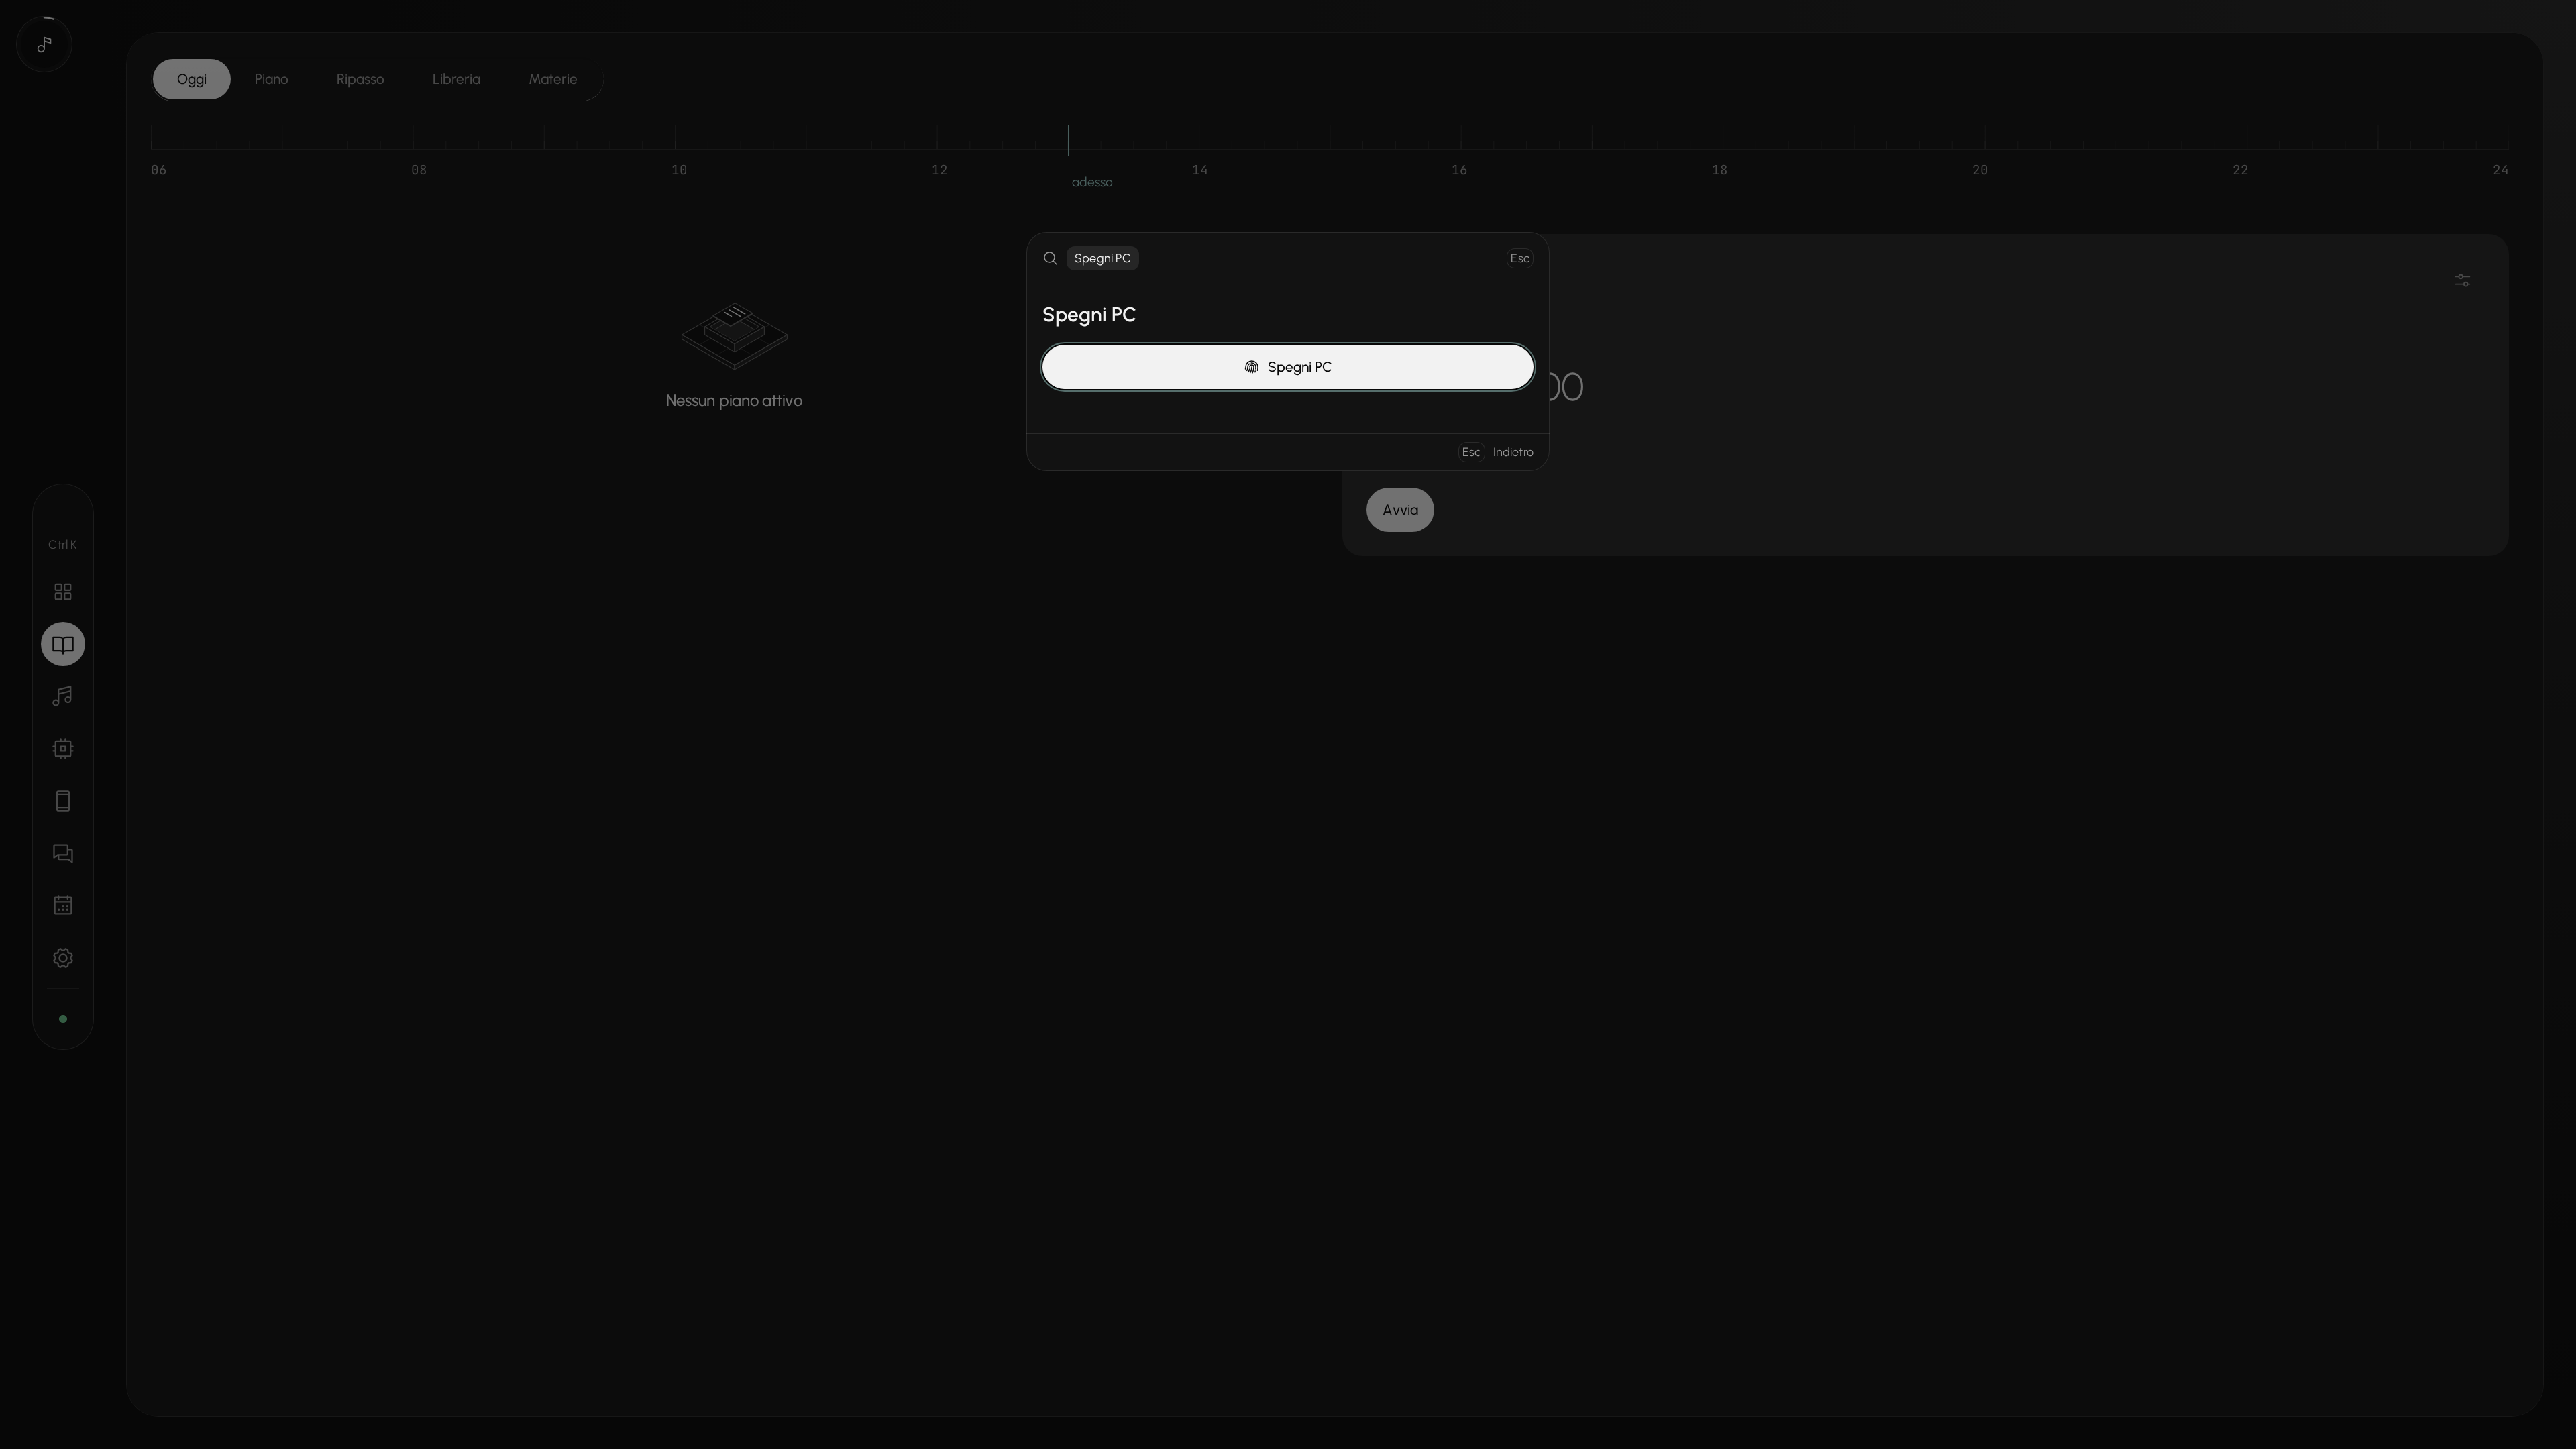 Oggi Piano Ripasso Libreria Materie
06 08 10 12 14 16 18 20 22 24
adesso
Spegni PC Esc
Spegni PC
Spegni PC
00
Nessun piano attivo
Esc Indietro
Avvia
Ctrl K